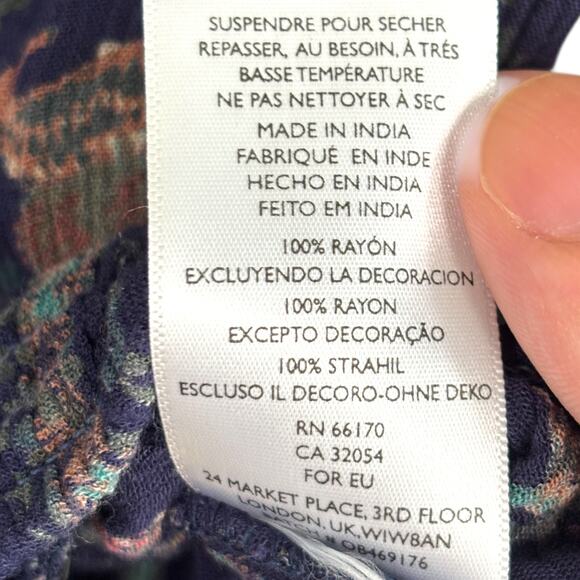 SUSPENDRE POUR SECHER
REPASSER, AU BESOIN, À TRÉS
BASSE TEMPÉRATURE
NE PAS NETTOYER À SEC
MADE IN INDIA
FABRIQUÉ EN INDE
HECHO EN INDIA
FEITO EM INDIA
100% RAYÓN
EXCLUYENDO LA DECORACION
100% RAYON
EXCEPTO DECORAÇÃO
100% STRAHIL
ESCLUSO IL DECORO-OHNE DEKO
RN 66170
CA 32054
FOR EU
24 MARKET PLACE, 3RD FLOOR
LONDON, UK, W1W8AN
# OB469176